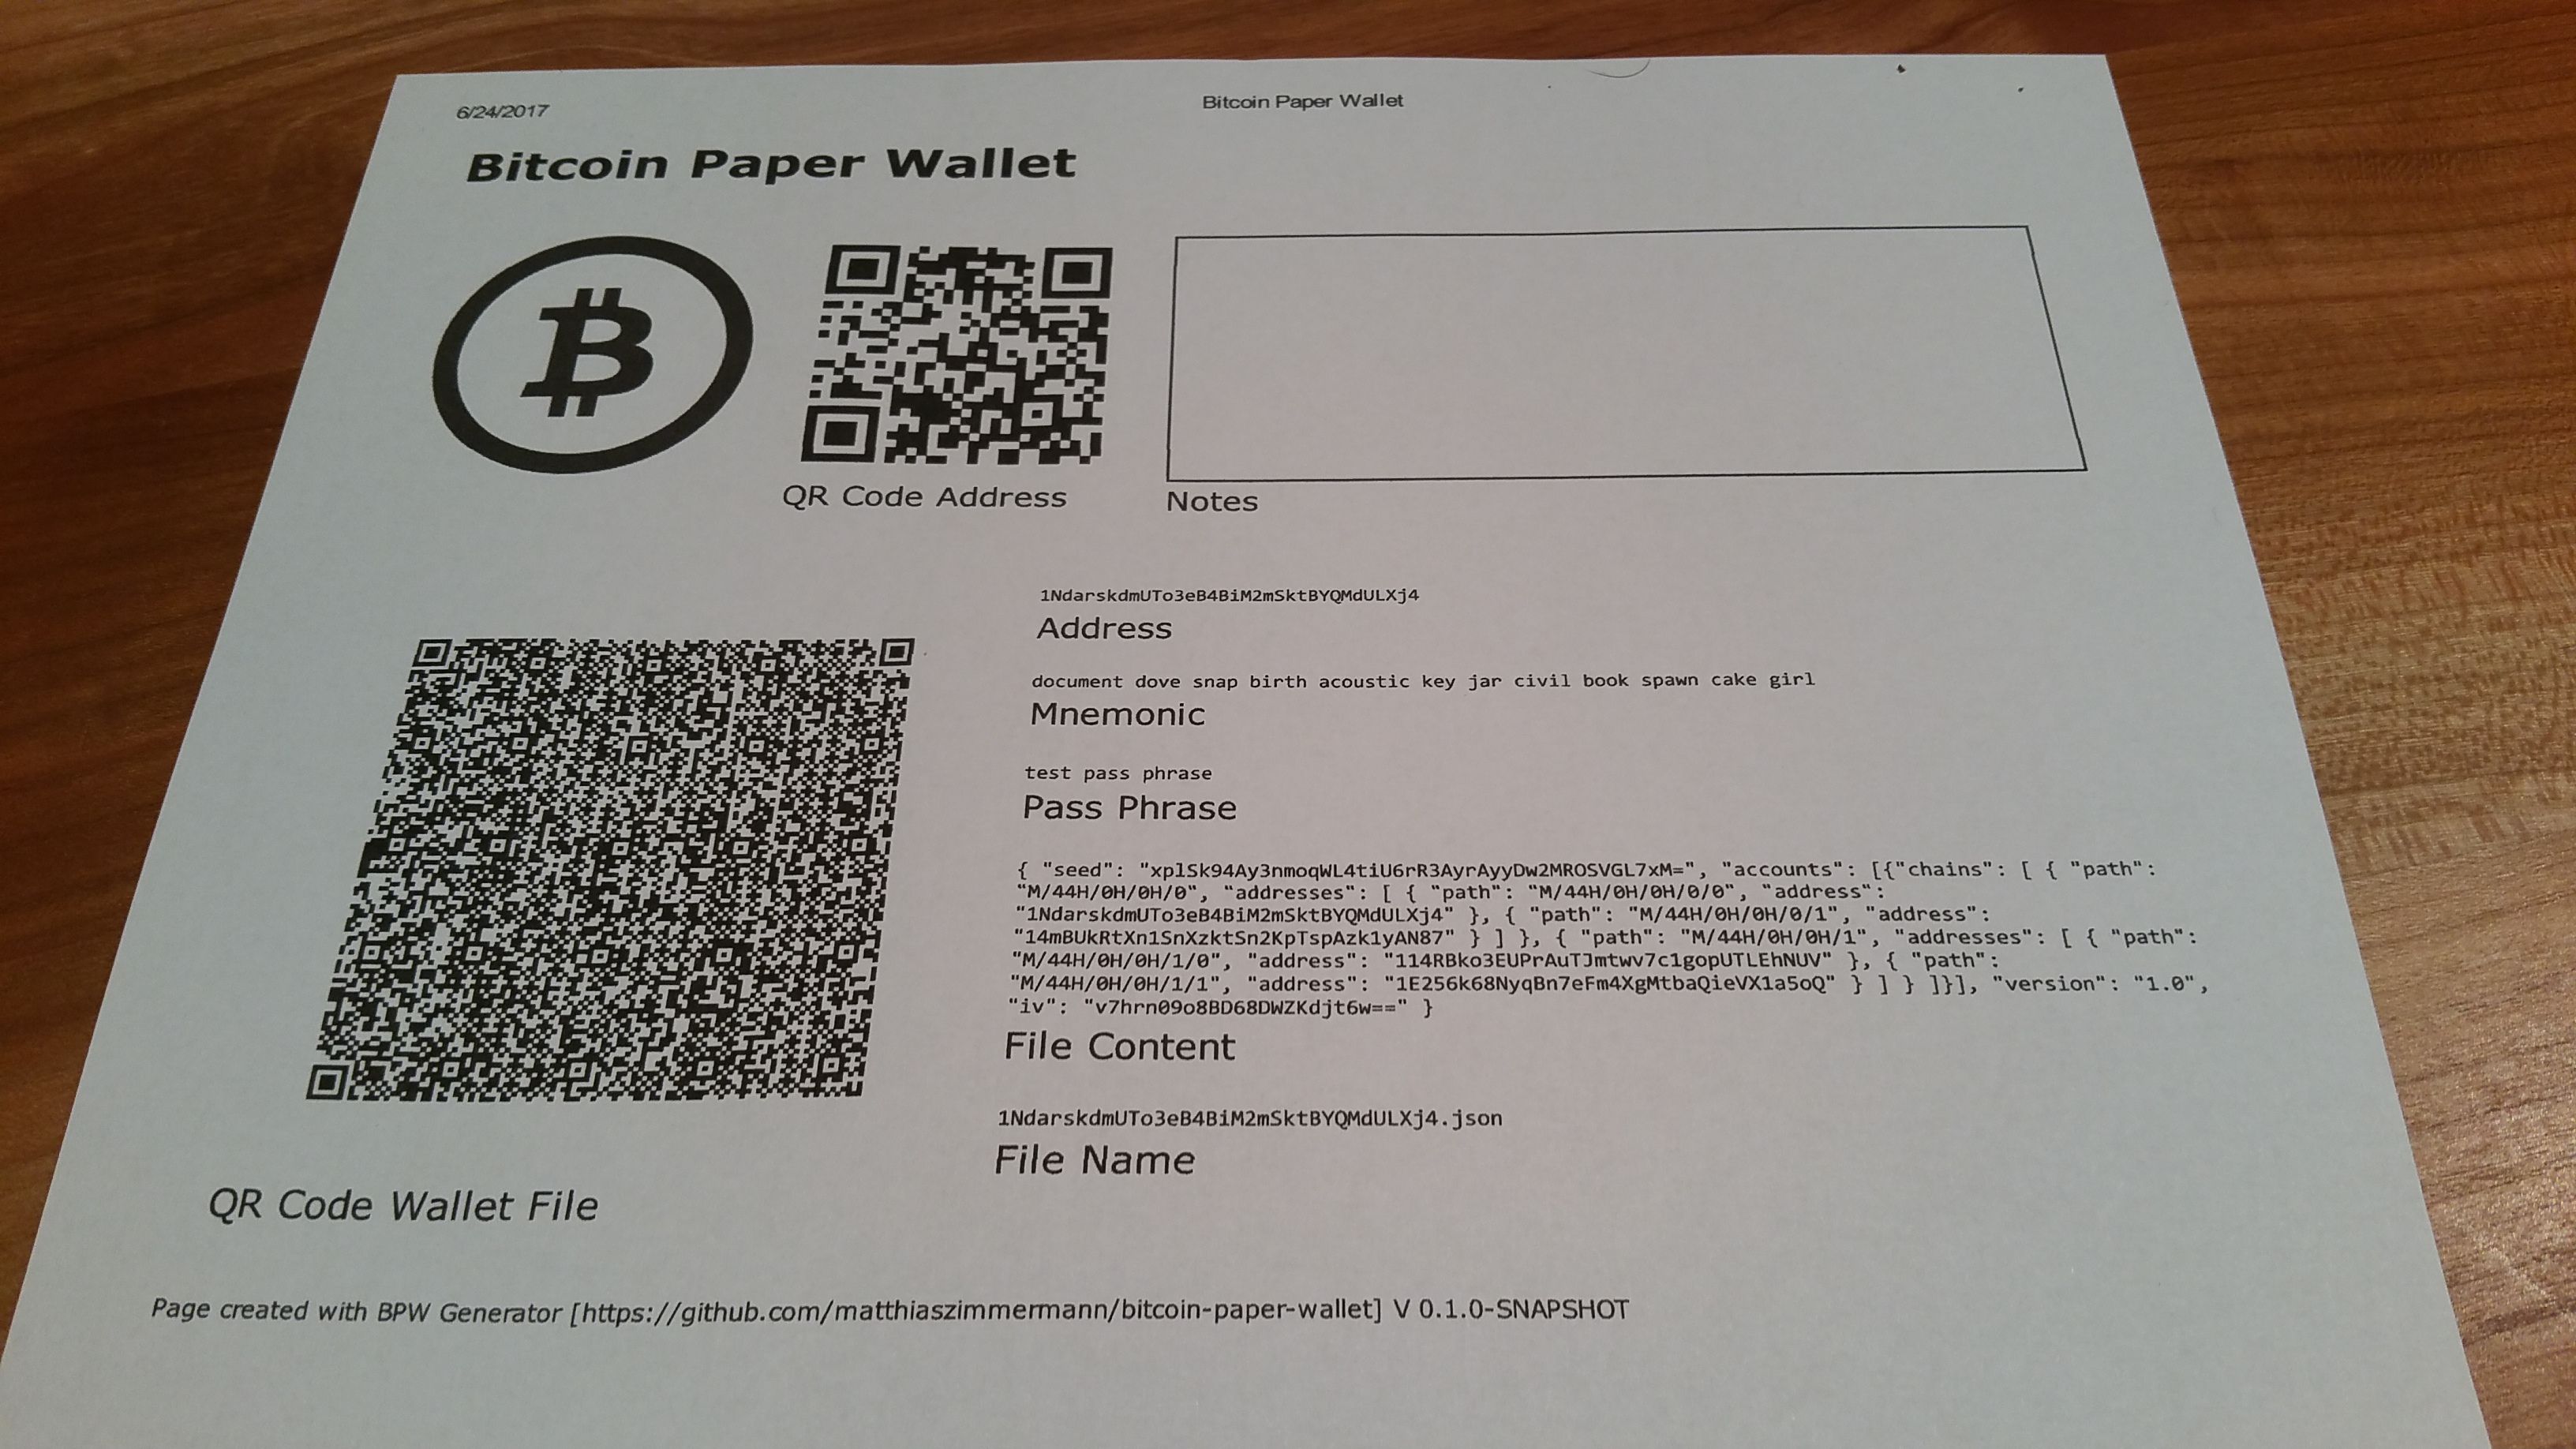 6/24/2017
Bitcoin Paper Wallet
Bitcoin Paper Wallet
QR Code Address
Notes
1NdarskdmUTo3eB4BiM2mSktBYQMdULXj4
Address
document dove snap birth acoustic key jar civil book spawn cake girl
Mnemonic
test pass phrase
Pass Phrase
{ "seed": "xplSk94Ay3nmoqWL4tiU6rR3AyrAyyDw2MROSVGL7xM=", "accounts": [{"chains": [ { "path":
"M/44H/0H/0H/0", "addresses": [ { "path": "M/44H/0H/0H/0/0", "address":
"1NdarskdmUTo3eB4BiM2mSktBYQMdULXj4" }, { "path": "M/44H/0H/0H/0/1", "address":
"14mBUkRtXn1SnXzktSn2KpTspAzk1yAN87" } ] }, { "path": "M/44H/0H/0H/1", "addresses": [ { "path":
"M/44H/0H/0H/1/0", "address": "114RBko3EUPrAuTJmtwv7c1gopUTLEhNUV" }, { "path":
"M/44H/0H/0H/1/1", "address": "1E256k68NyqBn7eFm4XgMtbaQieVX1a5oQ" } ] } ]}], "version": "1.0",
"iv": "v7hrn09o8BD68DWZKdjt6w==" }
File Content
1NdarskdmUTo3eB4BiM2mSktBYQMdULXj4.json
File Name
QR Code Wallet File
Page created with BPW Generator [https://github.com/matthiaszimmermann/bitcoin-paper-wallet] V 0.1.0-SNAPSHOT